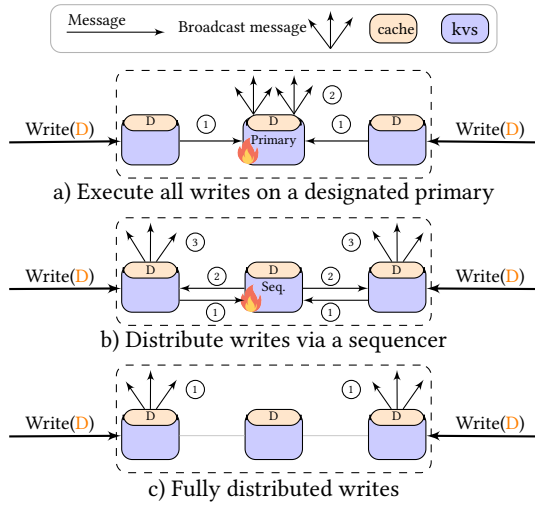 Message
Broadcast message
cache
kvs
D D D
Write(D) ① Primary ① ② Write(D)
a) Execute all writes on a designated primary
③ ③
D D D
Write(D) ② Seq. ② Write(D)
① ①
b) Distribute writes via a sequencer
① ①
D D D
Write(D) Write(D)
c) Fully distributed writes